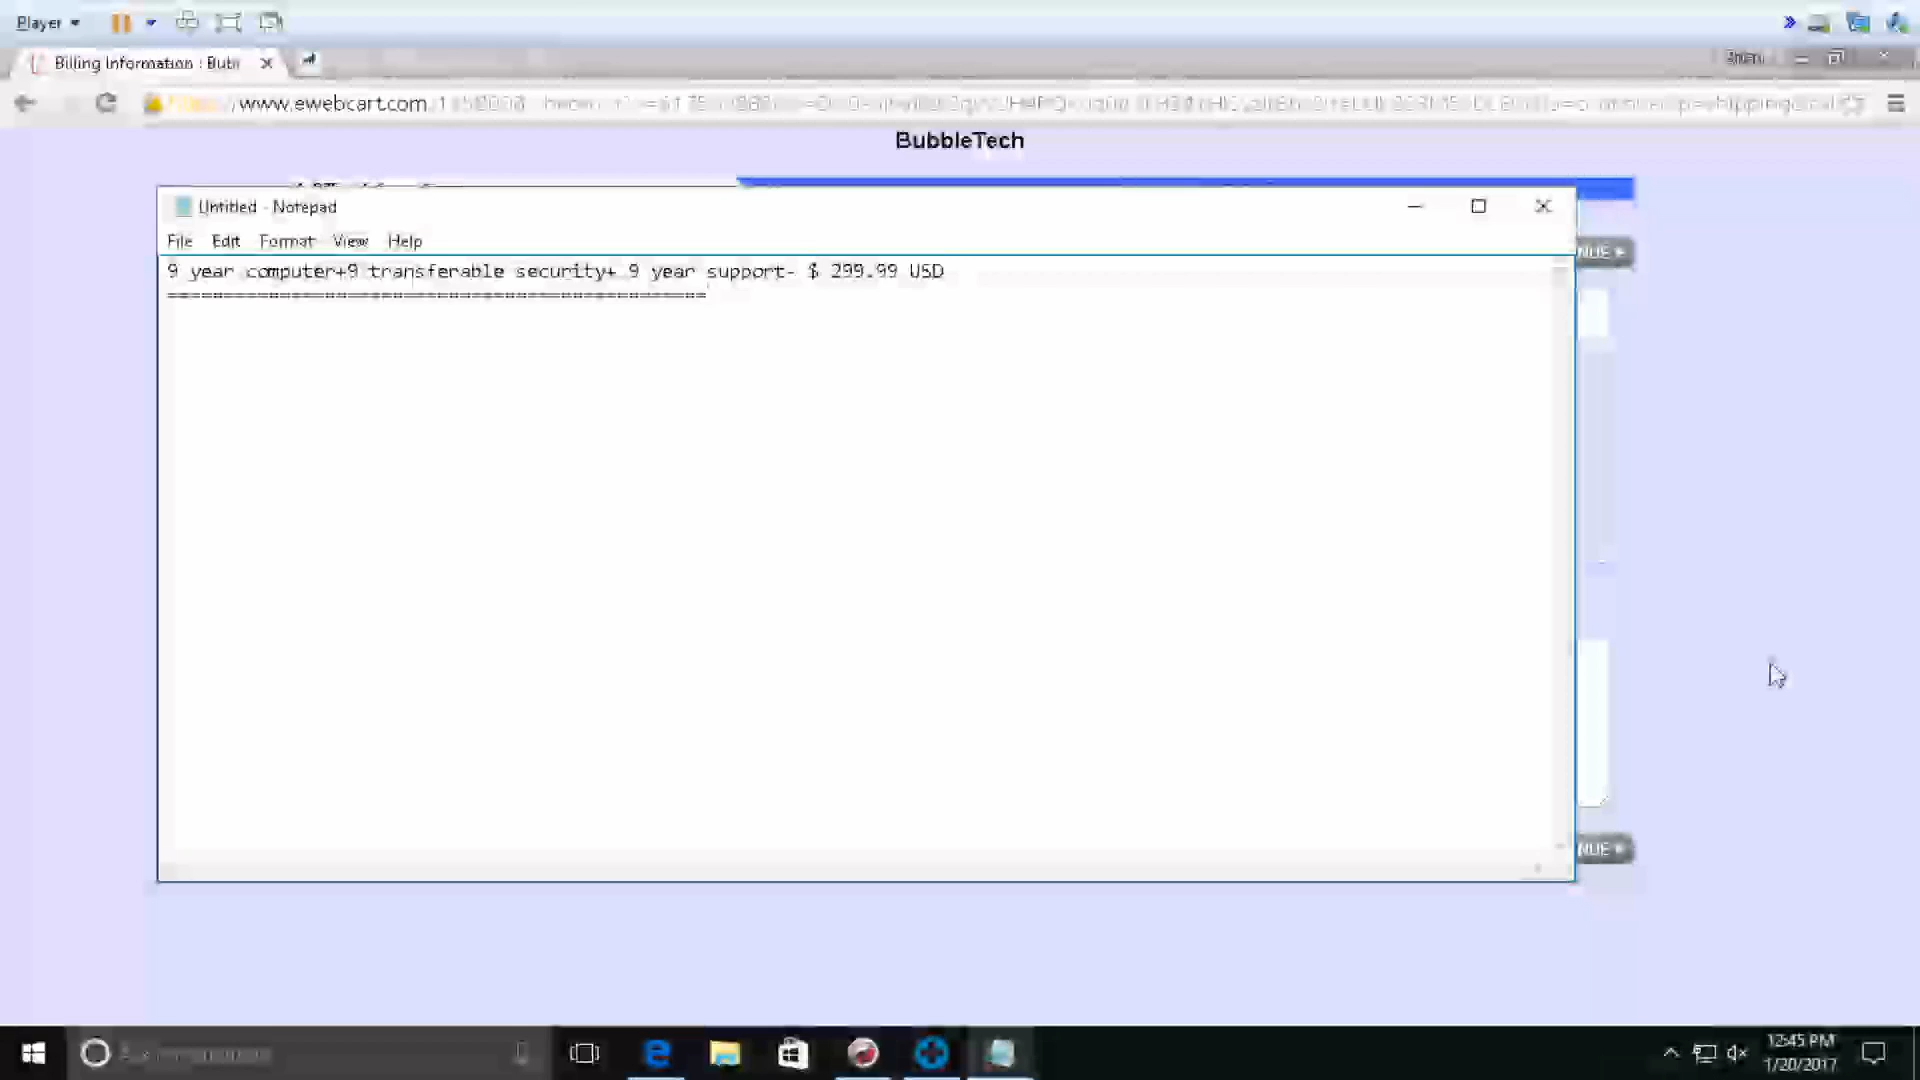 Player
Billing Information : Bubl
www.ewebcart.com
BubbleTech
Untitled - Notepad
File Edit Format View Help
NUE
9 year computer+9 transferable security+ 9 year support- $ 299.99 USD
================================================
NUE
12:45 PM
1/20/2017